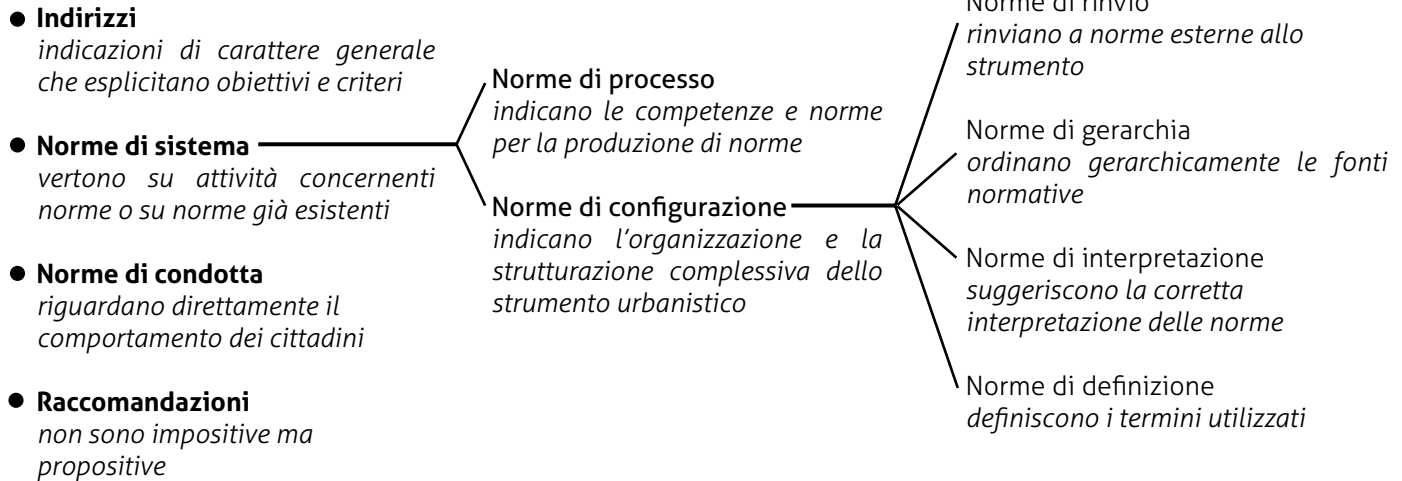 Indirizzi
indicazioni di carattere generale
che esplicitano obiettivi e criteri
Norme di sistema
vertono su attività concernenti
norme o su norme già esistenti
Norme di condotta
riguardano direttamente il
comportamento dei cittadini
Raccomandazioni
non sono impositive ma
propositive
Norme di processo
indicano le competenze e norme
per la produzione di norme
Norme di configurazione
indicano l'organizzazione e la
strutturazione complessiva dello
strumento urbanistico
Norme di rinvio
rinviano a norme esterne allo
strumento
Norme di gerarchia
ordinano gerarchicamente le fonti
normative
Norme di interpretazione
suggeriscono la corretta
interpretazione delle norme
Norme di definizione
definiscono i termini utilizzati